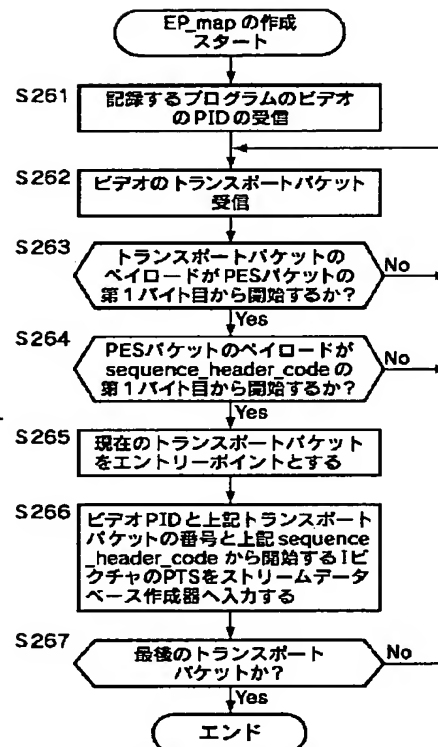 EP_map の作成
スタート
S261
記録するプログラムのビデオ
のPIDの受信
S262
ビデオのトランスポートパケット
受信
S263
トランスポートパケットの
ペイロードがPESパケットの
第1バイト目から開始するか?
No
Yes
S264
PESパケットのペイロードが
sequence_header_codeの
第1バイト目から開始するか?
No
Yes
S265
現在のトランスポートパケット
をエントリーポイントとする
S266
ビデオPIDと上記トランスポート
パケットの番号と上記sequence
_header_codeから開始するIピ
クチャのPTSをストリームデータ
ベース作成器へ入力する
S267
最後のトランスポート
パケットか?
No
Yes
エンド